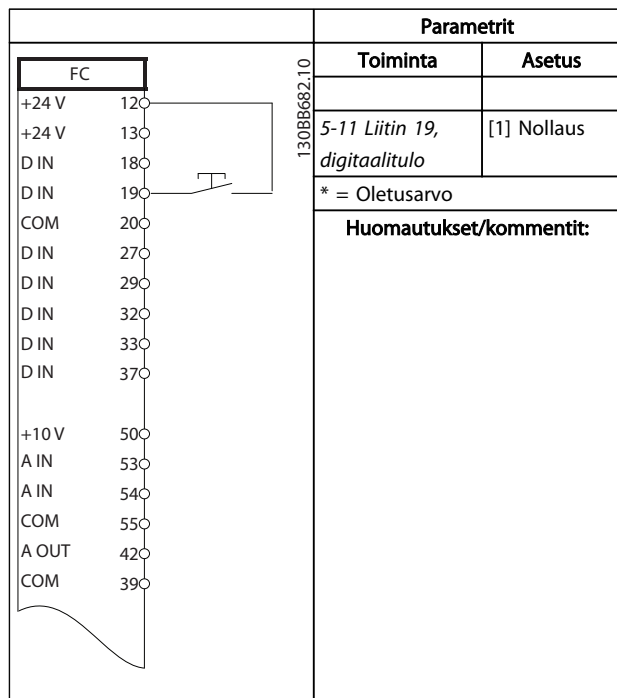 Parametrit
Toiminta Asetus
5-11 Liitin 19, [1] Nollaus
digitaalitulo
* = Oletusarvo
Huomautukset/kommentit:
FC
+24 V 12
+24 V 13
D IN 18
D IN 19
COM 20
D IN 27
D IN 29
D IN 32
D IN 33
D IN 37
+10 V 50
A IN 53
A IN 54
COM 55
A OUT 42
COM 39
130BB682.10